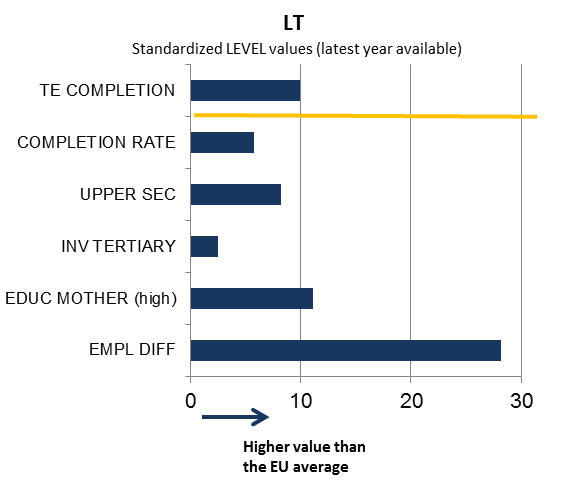 LT
Standardized LEVEL values (latest year available)
TE COMPLETION
COMPLETION RATE
UPPER SEC
INV TERTIARY
EDUC MOTHER (high)
EMPL DIFF
0 10 20 30
Higher value than
the EU average